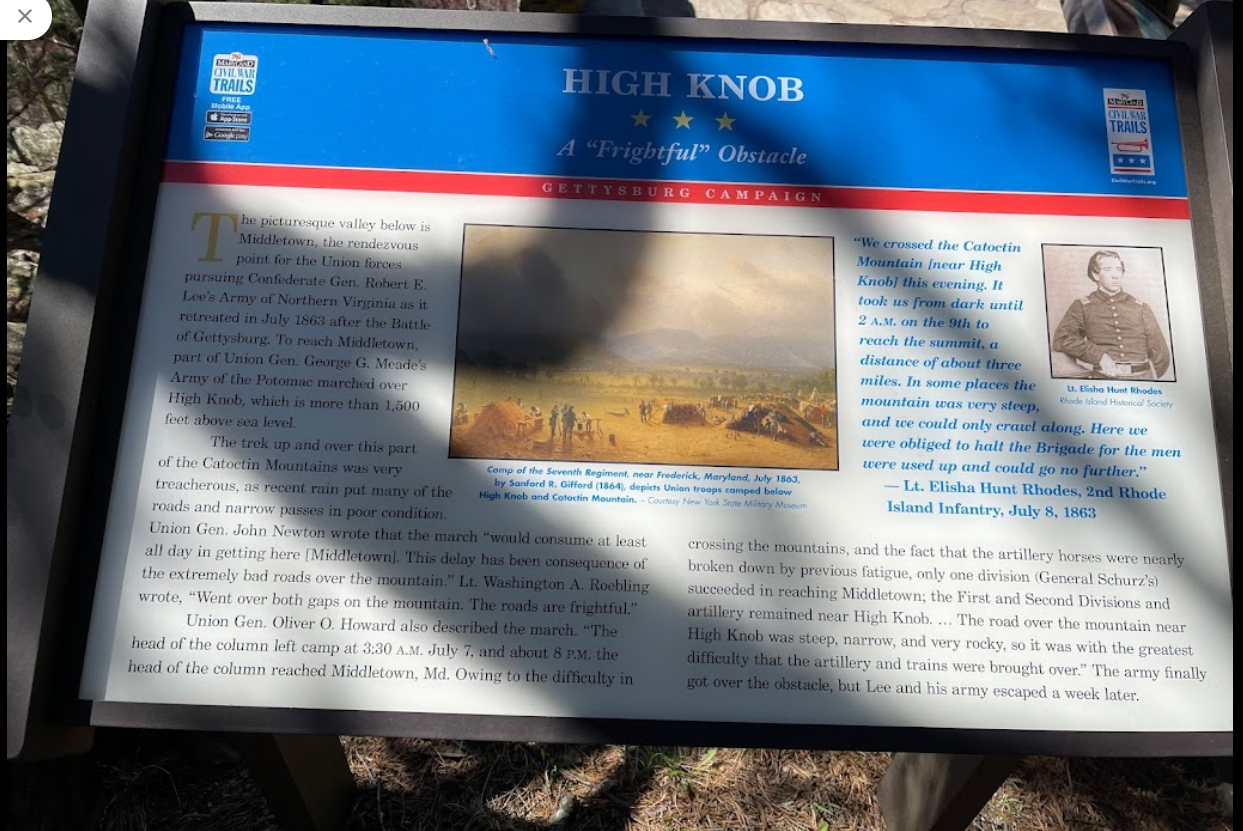 MARYLAND
CIVIL WAR
TRAILS
FREE
Mobile App
App Store
Google play
HIGH KNOB
A “Frightful” Obstacle
MARYLAND
CIVIL WAR
TRAILS
CivilWarTrails.org
GETTYSBURG CAMPAIGN
The picturesque valley below is
Middletown, the rendezvous
point for the Union forces
pursuing Confederate Gen. Robert E.
Lee’s Army of Northern Virginia as it
retreated in July 1863 after the Battle
of Gettysburg. To reach Middletown,
part of Union Gen. George G. Meade’s
Army of the Potomac marched over
High Knob, which is more than 1,500
feet above sea level.
The trek up and over this part
of the Catoctin Mountains was very
treacherous, as recent rain put many of the
roads and narrow passes in poor condition.
Union Gen. John Newton wrote that the march “would consume at least
all day in getting here [Middletown]. This delay has been consequence of
the extremely bad roads over the mountain.” Lt. Washington A. Roebling
wrote, “Went over both gaps on the mountain. The roads are frightful.”
Union Gen. Oliver O. Howard also described the march. “The
head of the column left camp at 3:30 A.M. July 7, and about 8 P.M. the
head of the column reached Middletown, Md. Owing to the difficulty in
Camp of the Seventh Regiment, near Frederick, Maryland, July 1863,
by Sanford R. Gifford (1864), depicts Union troops camped below
High Knob and Catoctin Mountain. – Courtesy New York State Military Museum
“We crossed the Catoctin
Mountain [near High
Knob] this evening. It
took us from dark until
2 A.M. on the 9th to
reach the summit, a
distance of about three
miles. In some places the
mountain was very steep,
and we could only crawl along. Here we
were obliged to halt the Brigade for the men
were used up and could go no further.”
— Lt. Elisha Hunt Rhodes, 2nd Rhode
Island Infantry, July 8, 1863
Lt. Elisha Hunt Rhodes
Rhode Island Historical Society
crossing the mountains, and the fact that the artillery horses were nearly
broken down by previous fatigue, only one division (General Schurz’s)
succeeded in reaching Middletown; the First and Second Divisions and
artillery remained near High Knob. … The road over the mountain near
High Knob was steep, narrow, and very rocky, so it was with the greatest
difficulty that the artillery and trains were brought over.” The army finally
got over the obstacle, but Lee and his army escaped a week later.